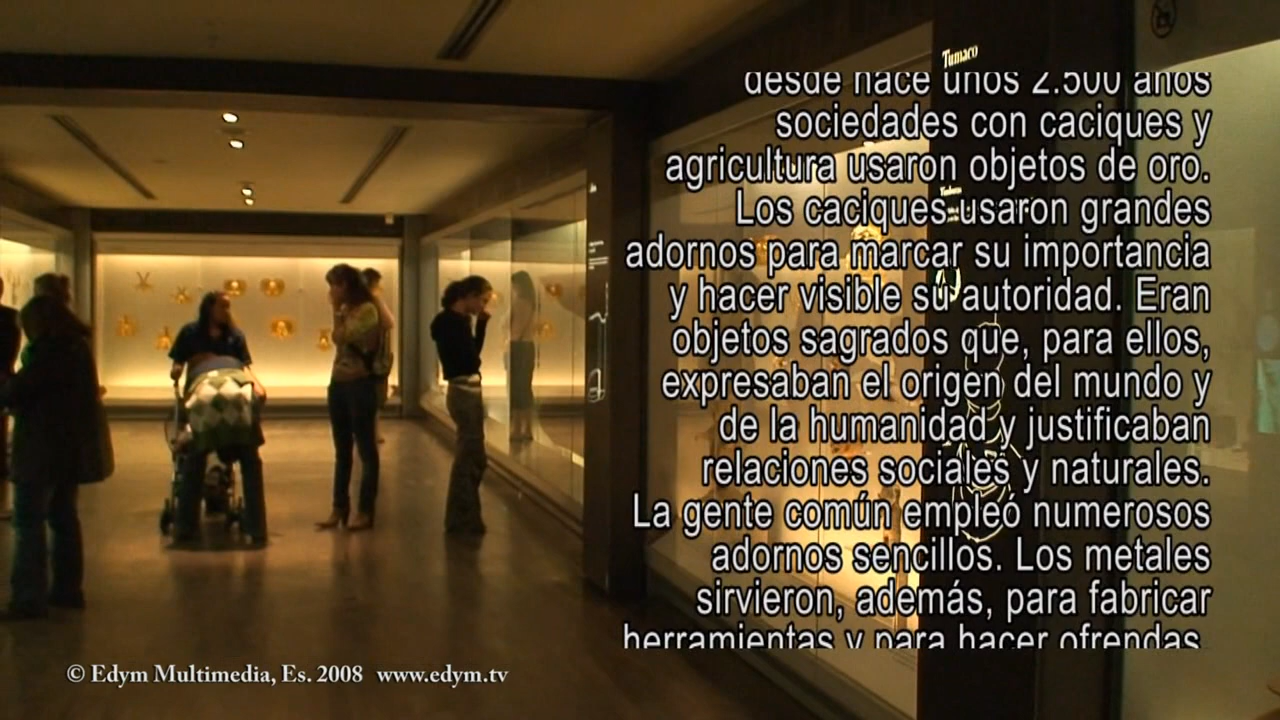 Tumaco
desde hace unos 2.500 años
sociedades con caciques y
agricultura usaron objetos de oro.
Los caciques usaron grandes
adornos para marcar su importancia
y hacer visible su autoridad. Eran
objetos sagrados que, para ellos,
expresaban el origen del mundo y
de la humanidad y justificaban
relaciones sociales y naturales.
La gente común empleó numerosos
adornos sencillos. Los metales
sirvieron, además, para fabricar
herramientas y para hacer ofrendas.
© Edym Multimedia, Es. 2008 www.edym.tv